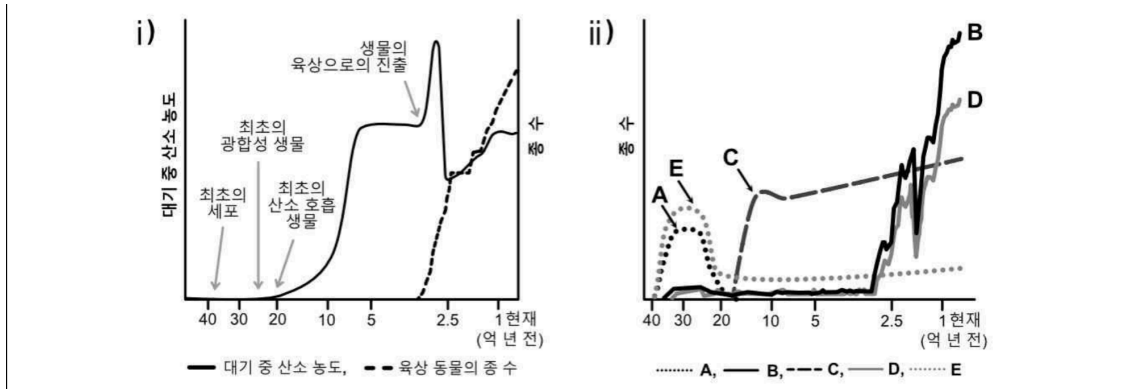 i)
생물의
육상으로의 진출
최초의
광합성 생물
최초의
세포
최초의
산소 호흡
생물
대기 중 산소 농도
종 수
40 30 20 10 5 2.5 1 현재
(억 년 전)
대기 중 산소 농도, 육상 동물의 종 수
ii)
B
D
C
E
A
종 수
40 30 20 10 5 2.5 1 현재
(억 년 전)
A, B, C, D, E